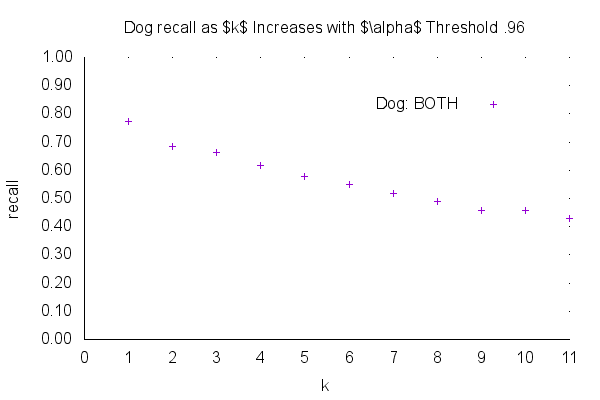 Dog recall as $k$ Increases with $\alpha$ Threshold .96
1.00
0.90
0.80
0.70
0.60
0.50
0.40
0.30
0.20
0.10
0.00
recall
Dog: BOTH
0 1 2 3 4 5 6 7 8 9 10 11
k